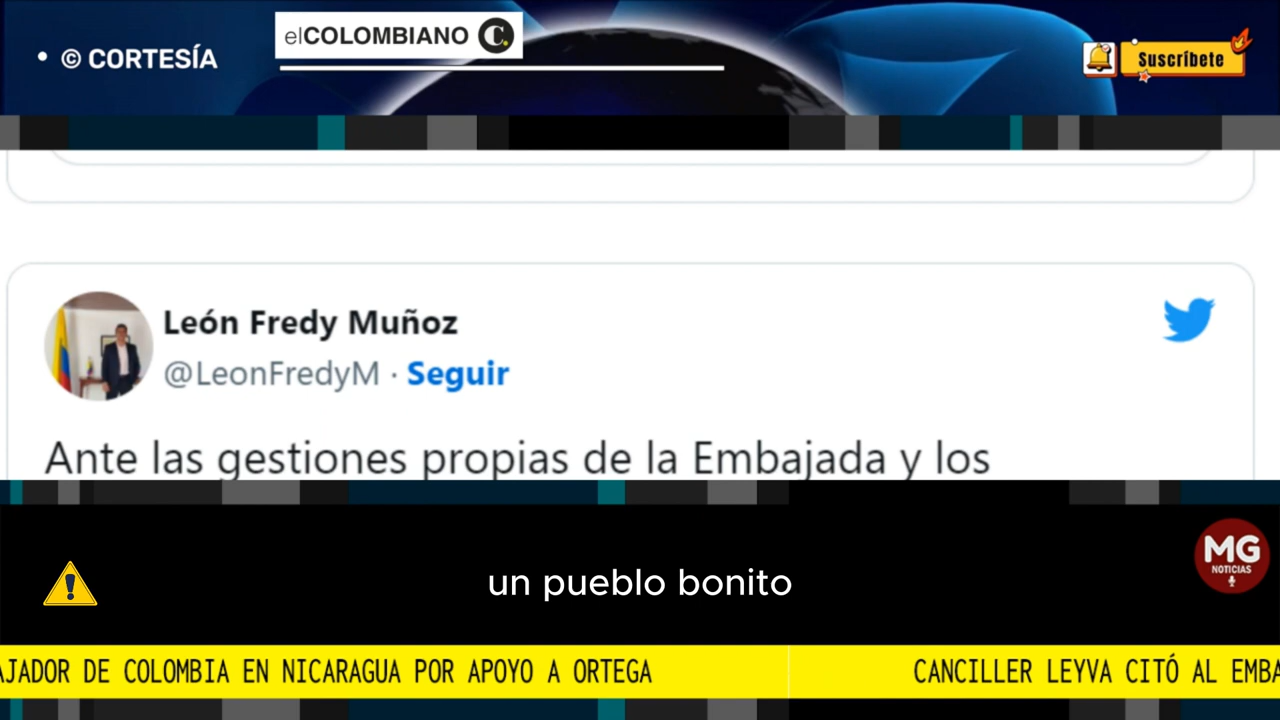 • © CORTESÍA
elCOLOMBIANO C
Suscríbete
León Fredy Muñoz
@LeonFredyM · Seguir
Ante las gestiones propias de la Embajada y los
un pueblo bonito
MG
NOTICIAS
AJADOR DE COLOMBIA EN NICARAGUA POR APOYO A ORTEGA
CANCILLER LEYVA CITÓ AL EMBA